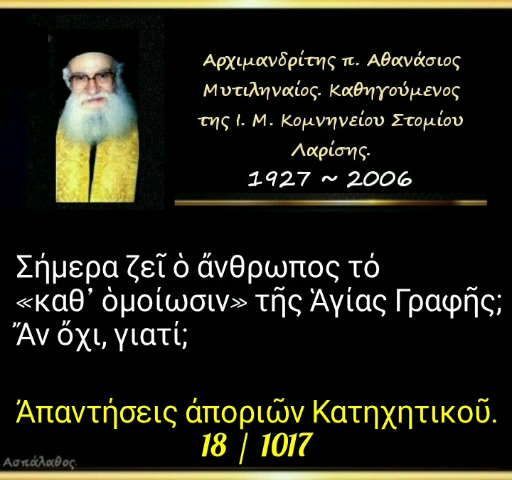 Αρχιμανδρίτης π. Αθανάσιος
Μυτιληναίος. Καθηγούμενος
της Ι. Μ. Κομνηνείου Στομίου
Λαρίσης.
1927 ~ 2006
Σήμερα ζεῖ ὁ ἄνθρωπος τό
«καθ’ ὁμοίωσιν» τῆς Ἁγίας Γραφῆς;
Ἄν ὄχι, γιατί;
Ἀπαντήσεις ἀποριῶν Κατηχητικοῦ.
18 | 1017
Ασπάλαθος.